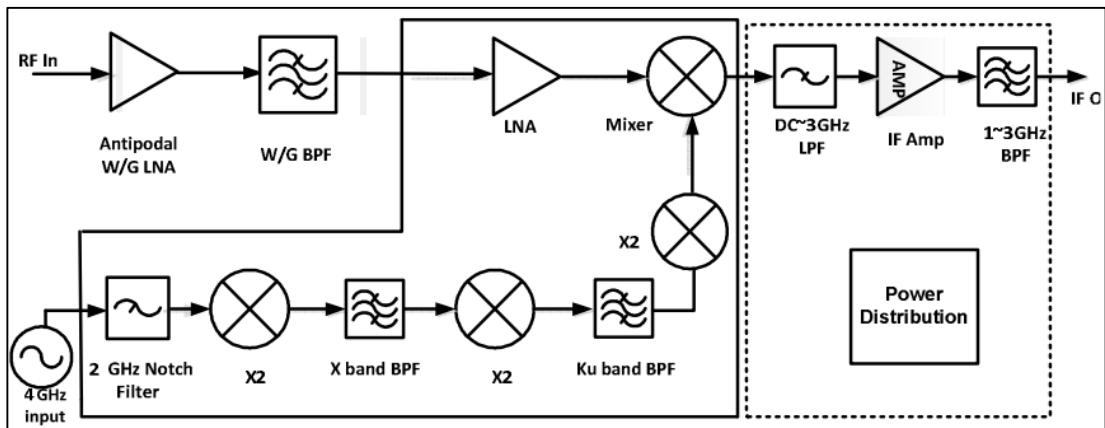 RF In
Antipodal
W/G LNA
W/G BPF
LNA
Mixer
DC~3GHz
LPF
AMP
IF Amp
1~3GHz
BPF
IF O
X2
4 GHz
input
2 GHz Notch
Filter
X2
X band BPF
X2
Ku band BPF
Power
Distribution